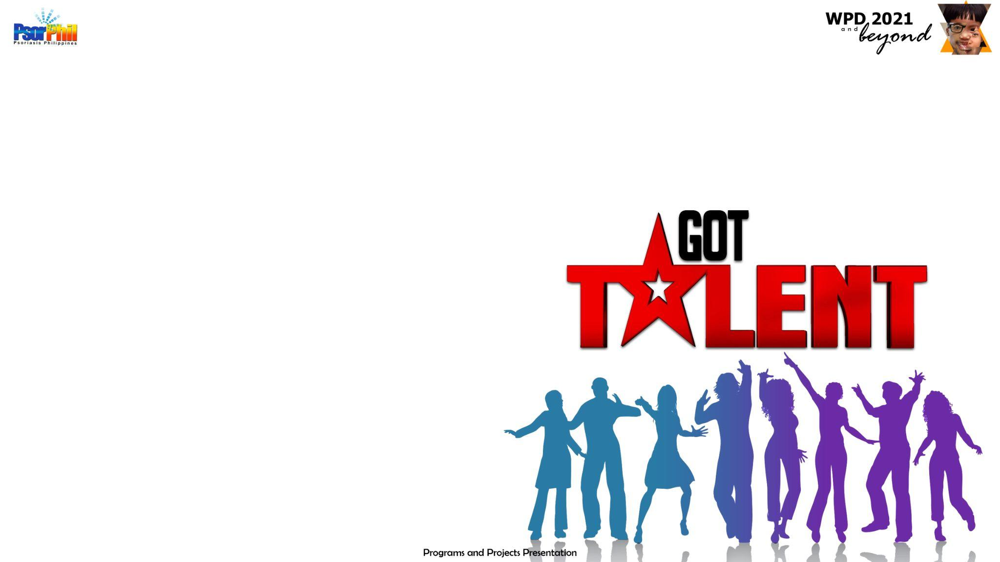 PsorPhil
Psoriasis Philippines
WPD 2021
and beyond
GOT
TALENT
Programs and Projects Presentation